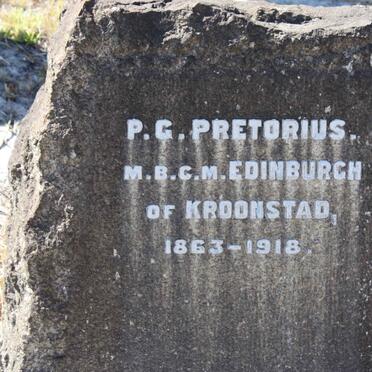 P.G. PRETORIUS.
M.B.C.M. EDINBURGH
OF KROONSTAD,
1863-1918.